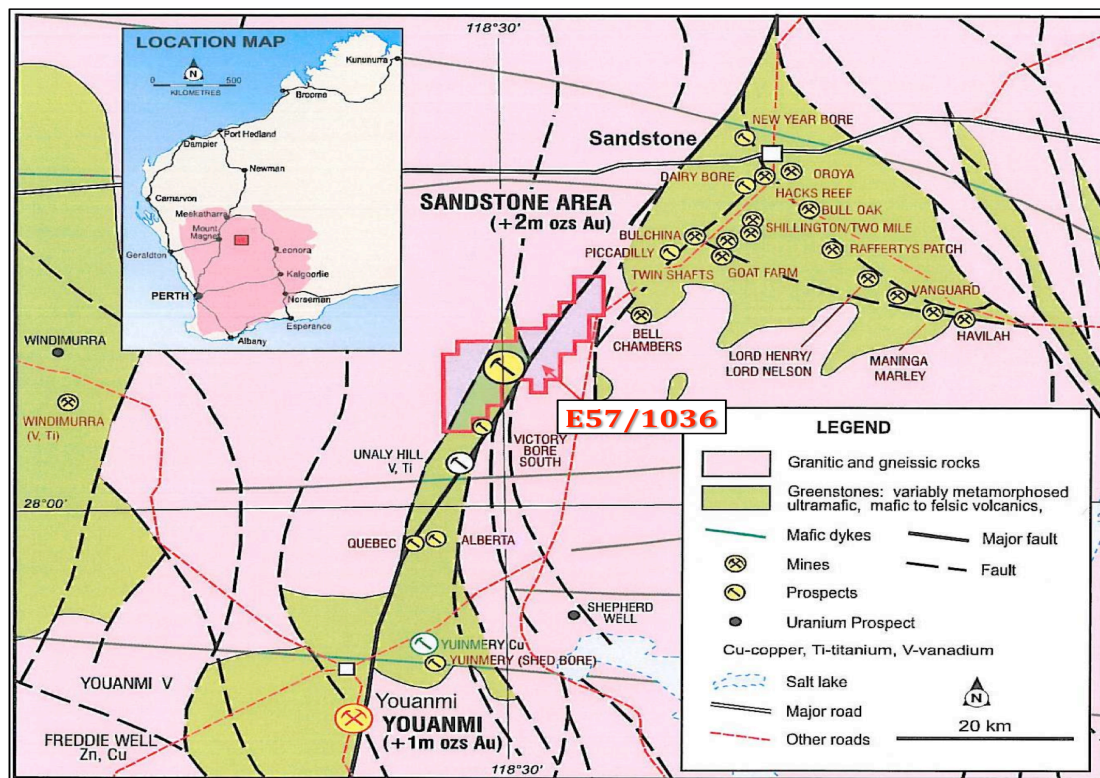 118°30'
LOCATION MAP
N
0 500
KILOMETRES
Kununurra
Broome
Port Hedland
Dampier
Newman
Carnarvon
Meekatharra
Mount
Magnet
Leonora
Geraldton
Kalgoorlie
PERTH
Norseman
Esperance
Albany
NEW YEAR BORE
Sandstone
DAIRY BORE
OROYA
HACKS REEF
SANDSTONE AREA
(+2m ozs Au)
BULL OAK
SHILLINGTON/TWO MILE
BULCHINA
RAFFERTYS PATCH
PICCADILLY
TWIN SHAFTS
GOAT FARM
VANGUARD
BELL
CHAMBERS
HAVILAH
LORD HENRY/
LORD NELSON
MANINGA
MARLEY
WINDIMURRA
WINDIMURRA
(V, Ti)
E57/1036
VICTORY
BORE
SOUTH
UNALY HILL
V, Ti
28°00'
QUEBEC
ALBERTA
SHEPHERD
WELL
YUINMERY Cu
YUINMERY (SHED BORE)
YOUANMI V
Youanmi
YOUANMI
(+1m ozs Au)
FREDDIE WELL
Zn, Cu
118°30'
LEGEND
Granitic and gneissic rocks
Greenstones: variably metamorphosed
ultramafic, mafic to felsic volcanics,
Mafic dykes
Major fault
Mines
Fault
Prospects
Uranium Prospect
Cu-copper, Ti-titanium, V-vanadium
Salt lake
N
Major road
20 km
Other roads